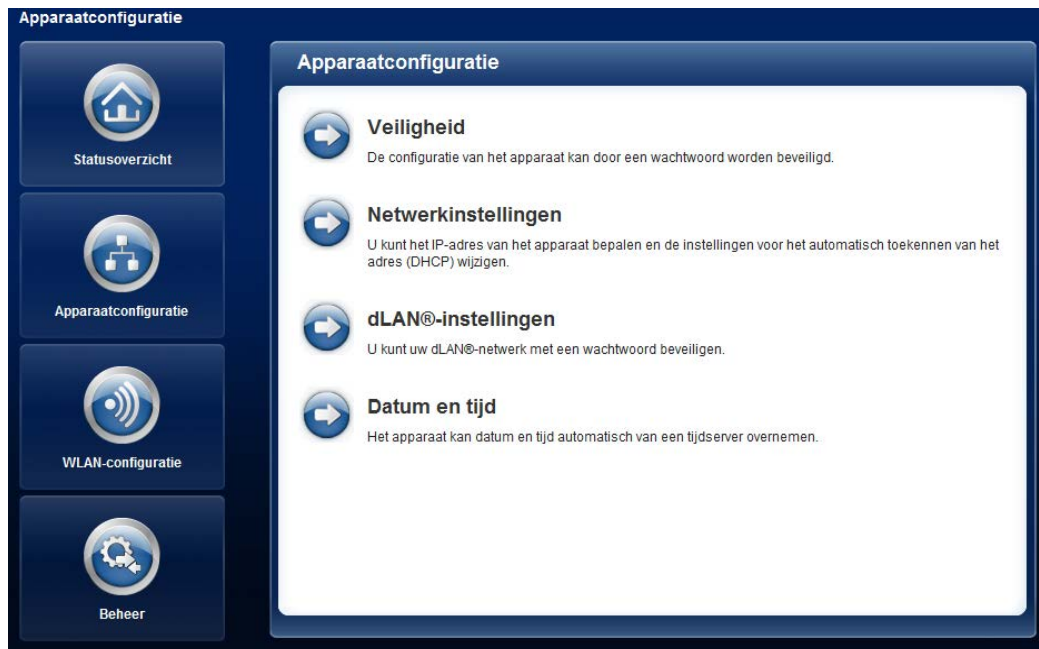 Apparaatconfiguratie
Statusoverzicht
Apparaatconfiguratie
WLAN-configuratie
Beheer
Apparaatconfiguratie
Veiligheid
De configuratie van het apparaat kan door een wachtwoord worden beveiligd.
Netwerkinstellingen
U kunt het IP-adres van het apparaat bepalen en de instellingen voor het automatisch toekennen van het
adres (DHCP) wijzigen.
dLAN®-instellingen
U kunt uw dLAN®-netwerk met een wachtwoord beveiligen.
Datum en tijd
Het apparaat kan datum en tijd automatisch van een tijdserver overnemen.